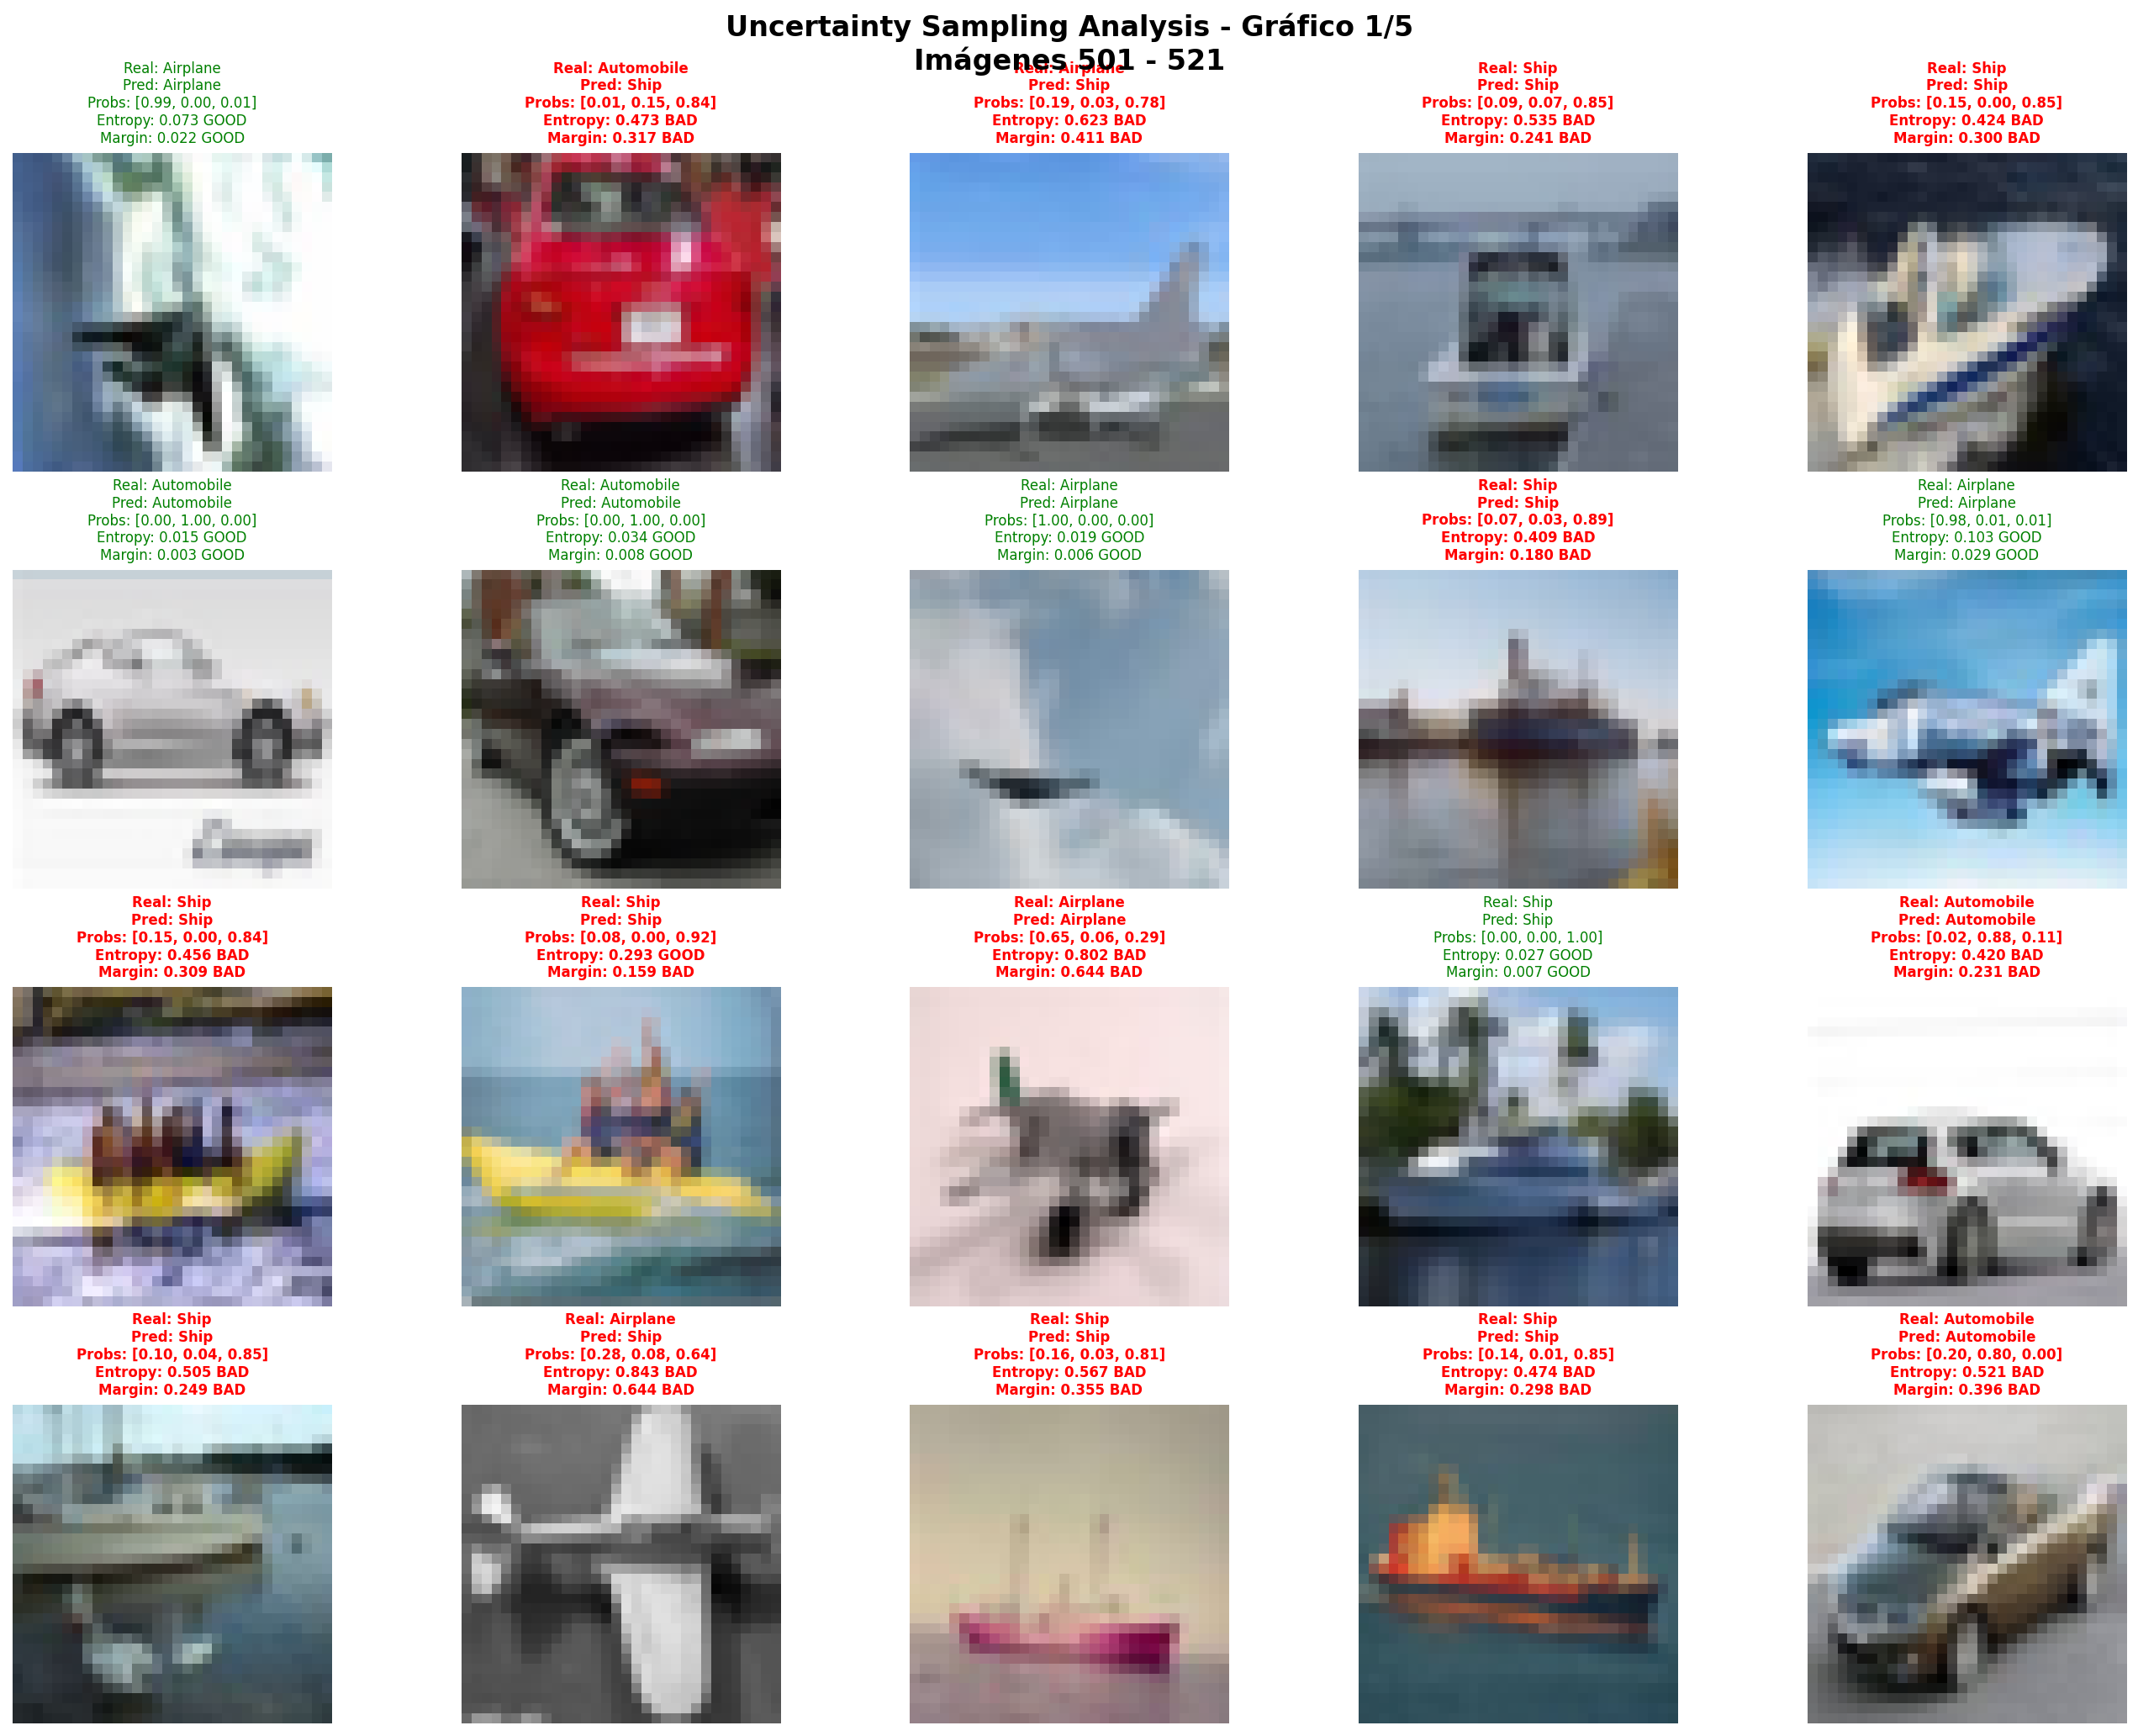 Uncertainty Sampling Analysis - Gráfico 1/5
Imágenes 501 - 521
Real: Airplane
Pred: Airplane
Probs: [0.99, 0.00, 0.01]
Entropy: 0.073 GOOD
Margin: 0.022 GOOD
Real: Automobile
Pred: Ship
Probs: [0.01, 0.15, 0.84]
Entropy: 0.473 BAD
Margin: 0.317 BAD
Real: Airplane
Pred: Ship
Probs: [0.19, 0.03, 0.78]
Entropy: 0.623 BAD
Margin: 0.411 BAD
Real: Ship
Pred: Ship
Probs: [0.09, 0.07, 0.85]
Entropy: 0.535 BAD
Margin: 0.241 BAD
Real: Ship
Pred: Ship
Probs: [0.15, 0.00, 0.85]
Entropy: 0.424 BAD
Margin: 0.300 BAD
Real: Automobile
Pred: Automobile
Probs: [0.00, 1.00, 0.00]
Entropy: 0.015 GOOD
Margin: 0.003 GOOD
Real: Automobile
Pred: Automobile
Probs: [0.00, 1.00, 0.00]
Entropy: 0.034 GOOD
Margin: 0.008 GOOD
Real: Airplane
Pred: Airplane
Probs: [1.00, 0.00, 0.00]
Entropy: 0.019 GOOD
Margin: 0.006 GOOD
Real: Ship
Pred: Ship
Probs: [0.07, 0.03, 0.89]
Entropy: 0.409 BAD
Margin: 0.180 BAD
Real: Airplane
Pred: Airplane
Probs: [0.98, 0.01, 0.01]
Entropy: 0.103 GOOD
Margin: 0.029 GOOD
Real: Ship
Pred: Ship
Probs: [0.15, 0.00, 0.84]
Entropy: 0.456 BAD
Margin: 0.309 BAD
Real: Ship
Pred: Ship
Probs: [0.08, 0.00, 0.92]
Entropy: 0.293 GOOD
Margin: 0.159 BAD
Real: Airplane
Pred: Airplane
Probs: [0.65, 0.06, 0.29]
Entropy: 0.802 BAD
Margin: 0.644 BAD
Real: Ship
Pred: Ship
Probs: [0.00, 0.00, 1.00]
Entropy: 0.027 GOOD
Margin: 0.007 GOOD
Real: Automobile
Pred: Automobile
Probs: [0.02, 0.88, 0.11]
Entropy: 0.420 BAD
Margin: 0.231 BAD
Real: Ship
Pred: Ship
Probs: [0.10, 0.04, 0.85]
Entropy: 0.505 BAD
Margin: 0.249 BAD
Real: Airplane
Pred: Ship
Probs: [0.28, 0.08, 0.64]
Entropy: 0.843 BAD
Margin: 0.644 BAD
Real: Ship
Pred: Ship
Probs: [0.16, 0.03, 0.81]
Entropy: 0.567 BAD
Margin: 0.355 BAD
Real: Ship
Pred: Ship
Probs: [0.14, 0.01, 0.85]
Entropy: 0.474 BAD
Margin: 0.298 BAD
Real: Automobile
Pred: Automobile
Probs: [0.20, 0.80, 0.00]
Entropy: 0.521 BAD
Margin: 0.396 BAD